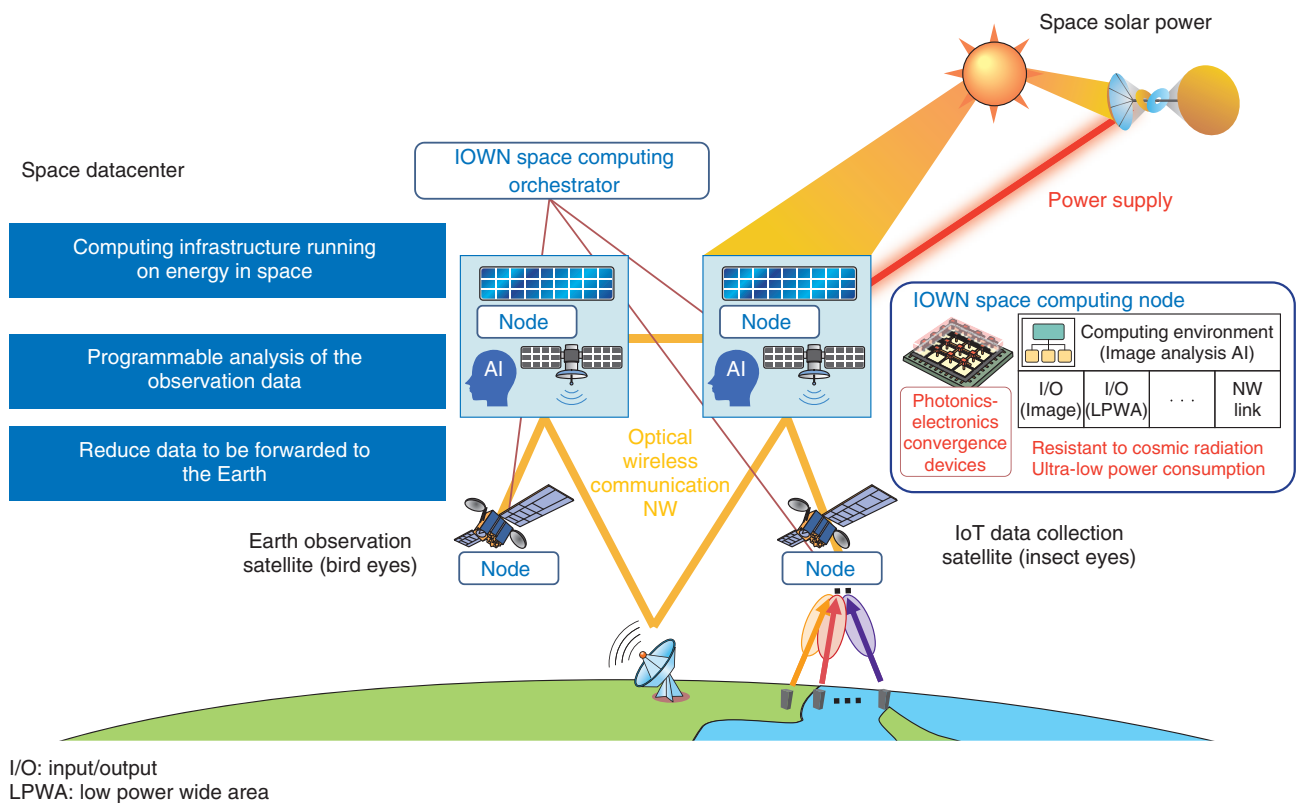 Space solar power
Space datacenter
IOWN space computing
orchestrator
Power supply
Computing infrastructure running
on energy in space
Programmable analysis of the
observation data
Reduce data to be forwarded to
the Earth
Node
AI
Node
AI
Optical
wireless
communication
NW
IOWN space computing node
Computing environment
(Image analysis AI)
I/O
(Image)
I/O
(LPWA)
· · ·
NW
link
Photonics-
electronics
convergence
devices
Resistant to cosmic radiation
Ultra-low power consumption
Earth observation
satellite (bird eyes)
Node
IoT data collection
satellite (insect eyes)
Node
I/O: input/output
LPWA: low power wide area